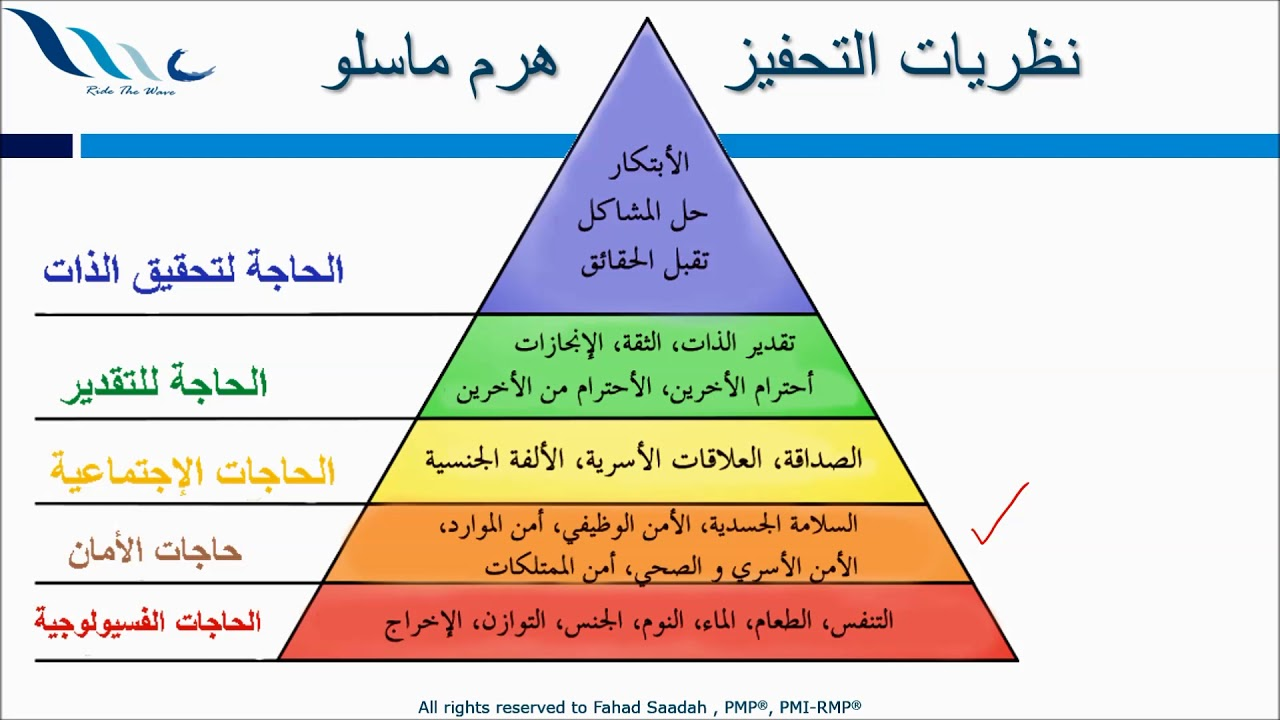 نظريات التحفيز
هرم ماسلو
Ride The Wave
الأبتكار
حل المشاكل
تقبل الحقائق
الحاجة لتحقيق الذات
تقدير الذات، الثقة، الإنجازات
أحترام الأخرين، الأحترام من الأخرين
الحاجة للتقدير
الصداقة، العلاقات الأسرية، الألفة الجنسية
الحاجات الإجتماعية
السلامة الجسدية، الأمن الوظيفي، أمن الموارد،
الأمن الأسري و الصحي، أمن الممتلكات
حاجات الأمان
التنفس، الطعام، الماء، النوم، الجنس، التوازن، الإخراج
الحاجات الفسيولوجية
All rights reserved to Fahad Saadah , PMP®, PMI-RMP®